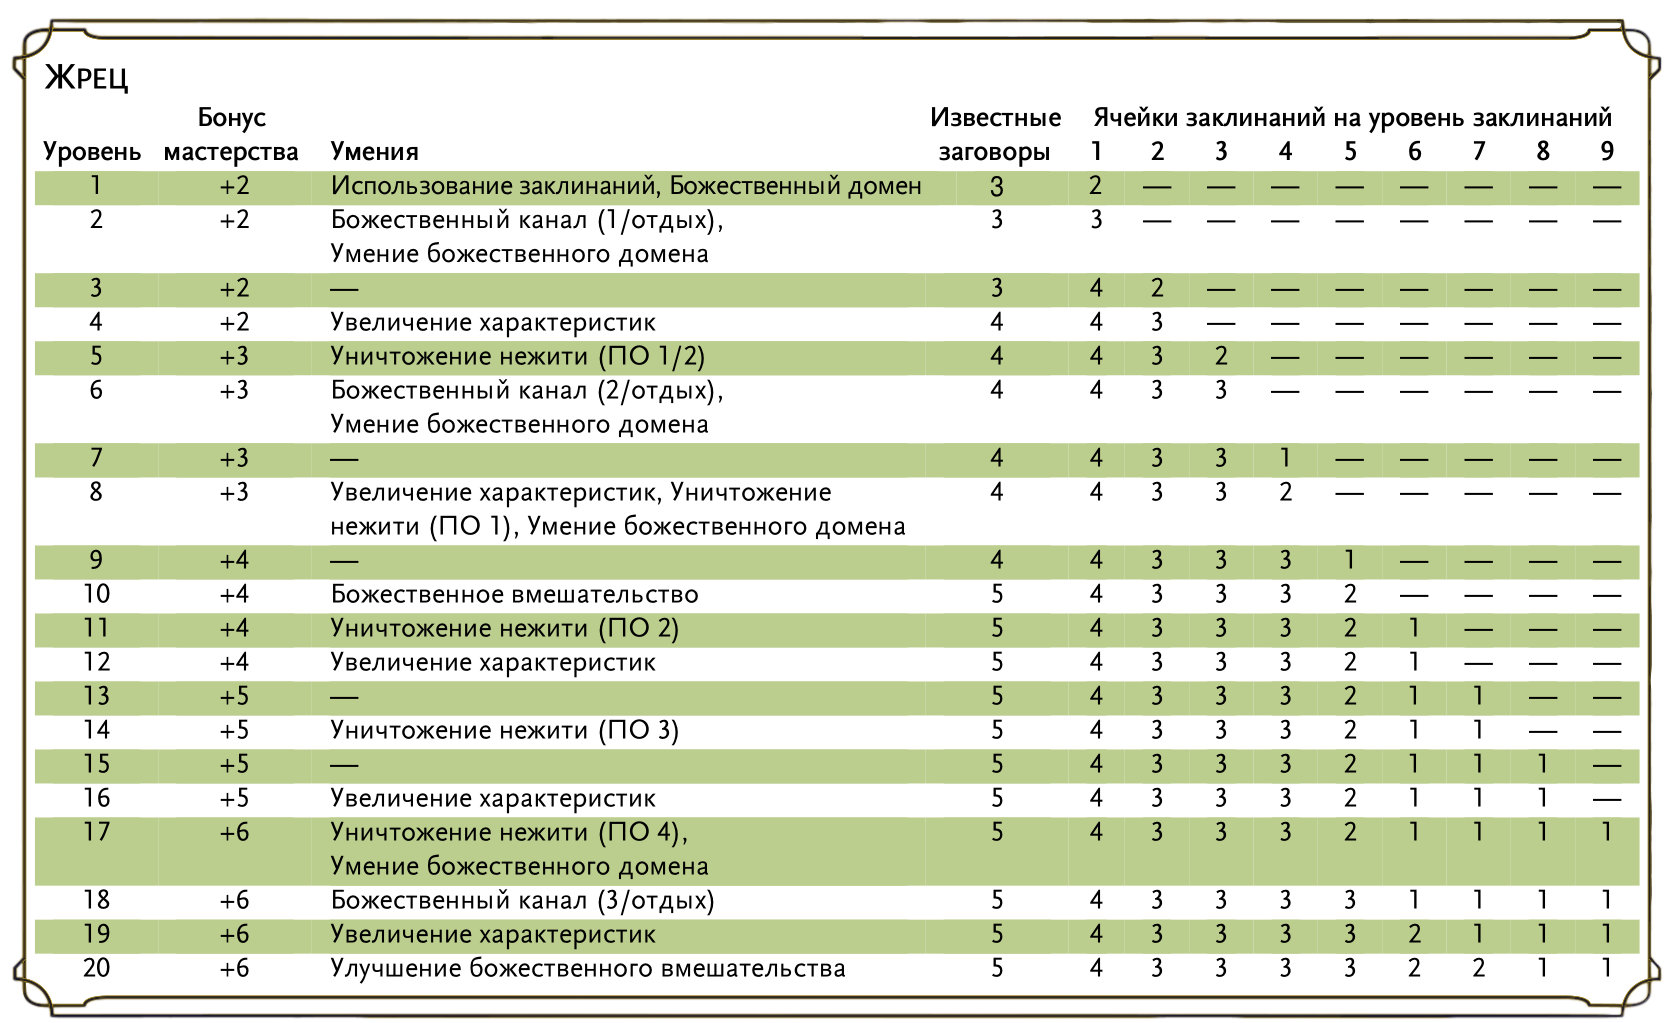 Жрец
Бонус Известные Ячейки заклинаний на уровень заклинаний
Уровень мастерства Умения заговоры 1 2 3 4 5 6 7 8 9
1 +2 Использование заклинаний, Божественный домен 3 2 — — — — — — — —
2 +2 Божественный канал (1/отдых), 3 3 — — — — — — — —
Умение божественного домена
3 +2 — 3 4 2 — — — — — — —
4 +2 Увеличение характеристик 4 4 3 — — — — — — —
5 +3 Уничтожение нежити (ПО 1/2) 4 4 3 2 — — — — — —
6 +3 Божественный канал (2/отдых), 4 4 3 3 — — — — — —
Умение божественного домена
7 +3 — 4 4 3 3 1 — — — — —
8 +3 Увеличение характеристик, Уничтожение 4 4 3 3 2 — — — — —
нежити (ПО 1), Умение божественного домена
9 +4 — 4 4 3 3 3 1 — — — —
10 +4 Божественное вмешательство 5 4 3 3 3 2 — — — —
11 +4 Уничтожение нежити (ПО 2) 5 4 3 3 3 2 1 — — —
12 +4 Увеличение характеристик 5 4 3 3 3 2 1 — — —
13 +5 — 5 4 3 3 3 2 1 1 — —
14 +5 Уничтожение нежити (ПО 3) 5 4 3 3 3 2 1 1 — —
15 +5 — 5 4 3 3 3 2 1 1 1 —
16 +5 Увеличение характеристик 5 4 3 3 3 2 1 1 1 —
17 +6 Уничтожение нежити (ПО 4), 5 4 3 3 3 2 1 1 1 1
Умение божественного домена
18 +6 Божественный канал (3/отдых) 5 4 3 3 3 3 1 1 1 1
19 +6 Увеличение характеристик 5 4 3 3 3 3 2 1 1 1
20 +6 Улучшение божественного вмешательства 5 4 3 3 3 3 2 2 1 1